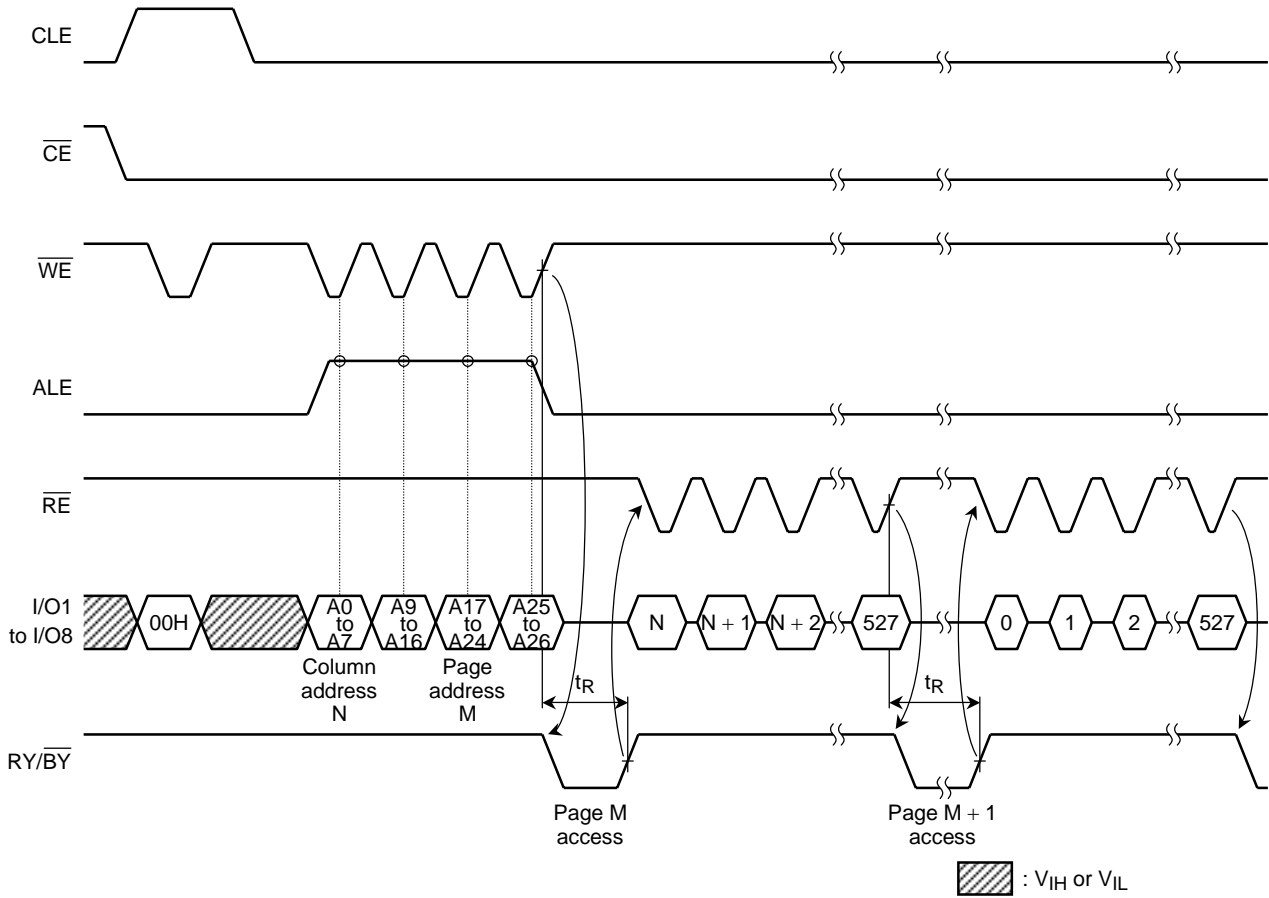 CLE
CE
WE
ALE
RE
I/O1
to I/O8
00H
A0
to
A7
A9
to
A16
A17
to
A24
A25
to
A26
N
N + 1
N + 2
527
0
1
2
527
Column
address
N
Page
address
M
tR
tR
RY/BY
Page M
access
Page M + 1
access
: VIH or VIL